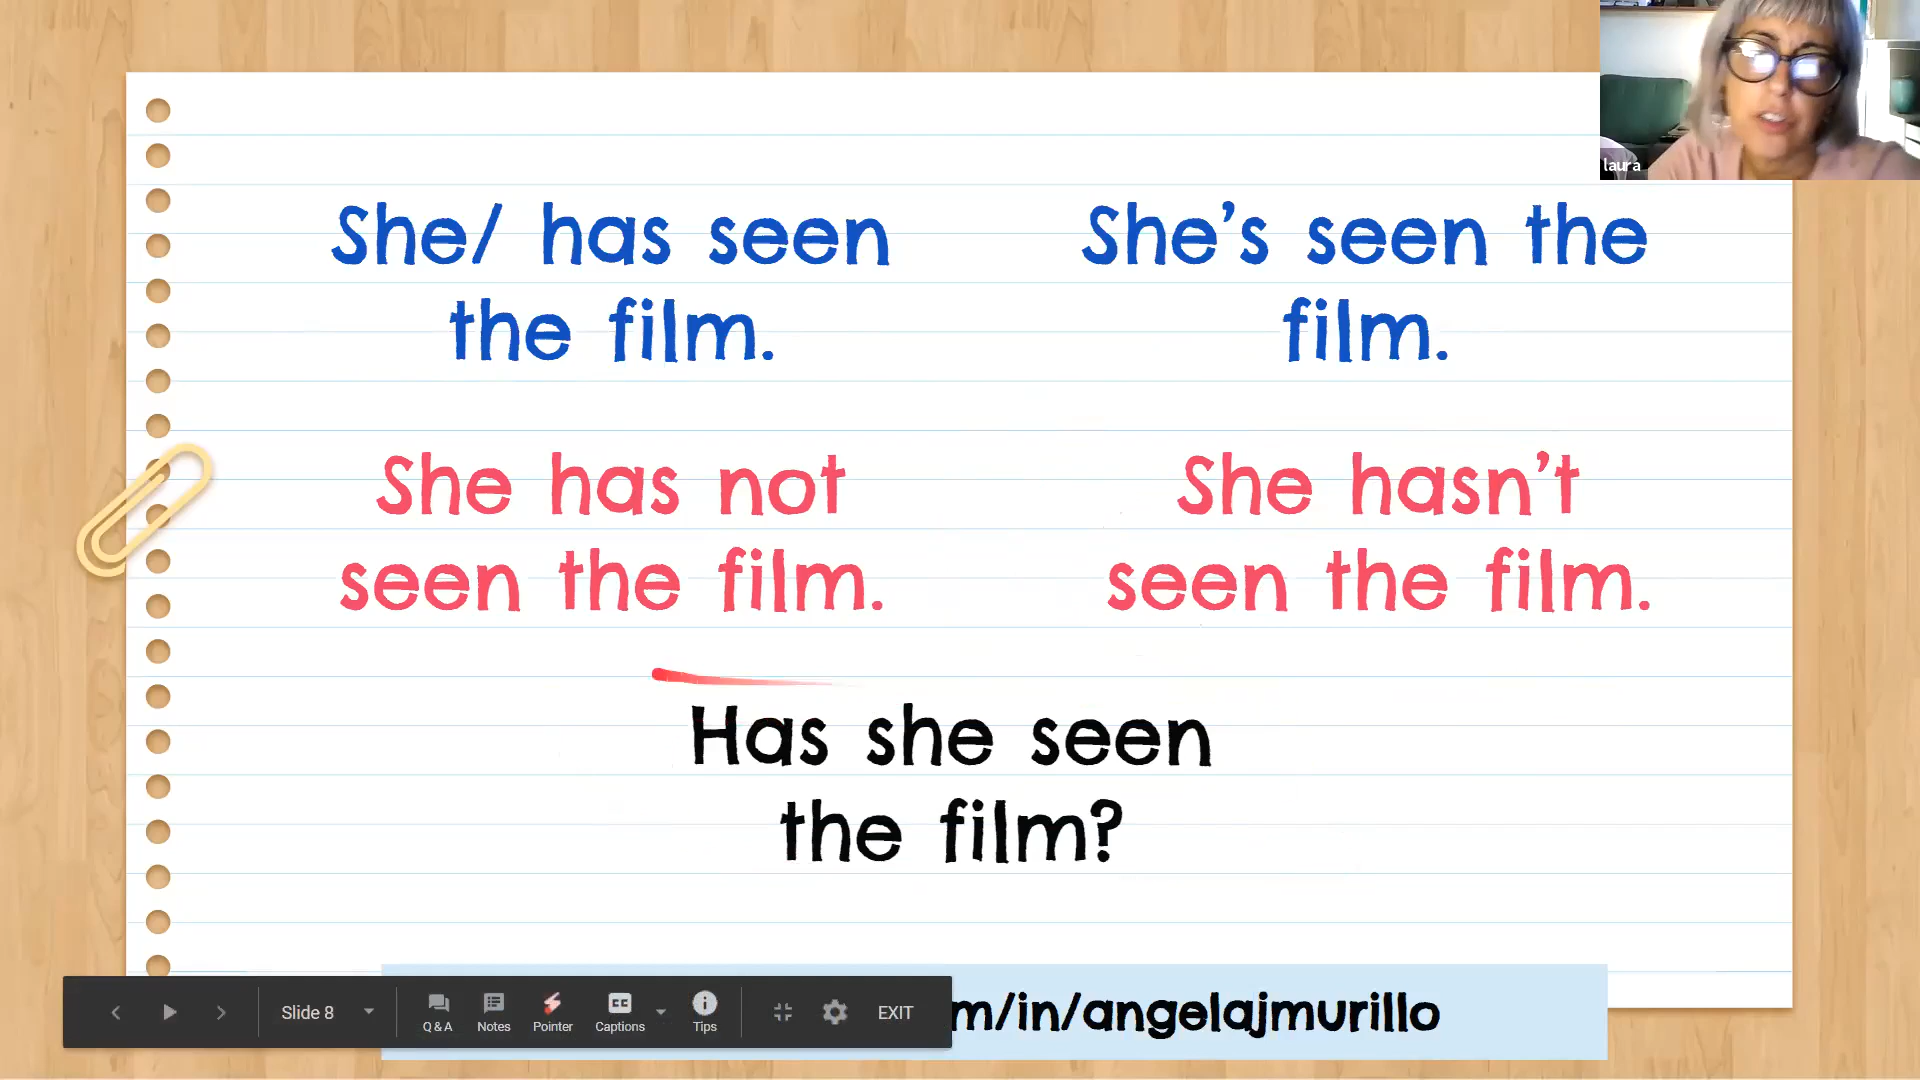 laura
She/ has seen
the film.
She's seen the
film.
She has not
seen the film.
She hasn't
seen the film.
Has she seen
the film?
m/in/angelajmurillo
Slide 8
Q & A
Notes
Pointer
CC
Captions
Tips
EXIT